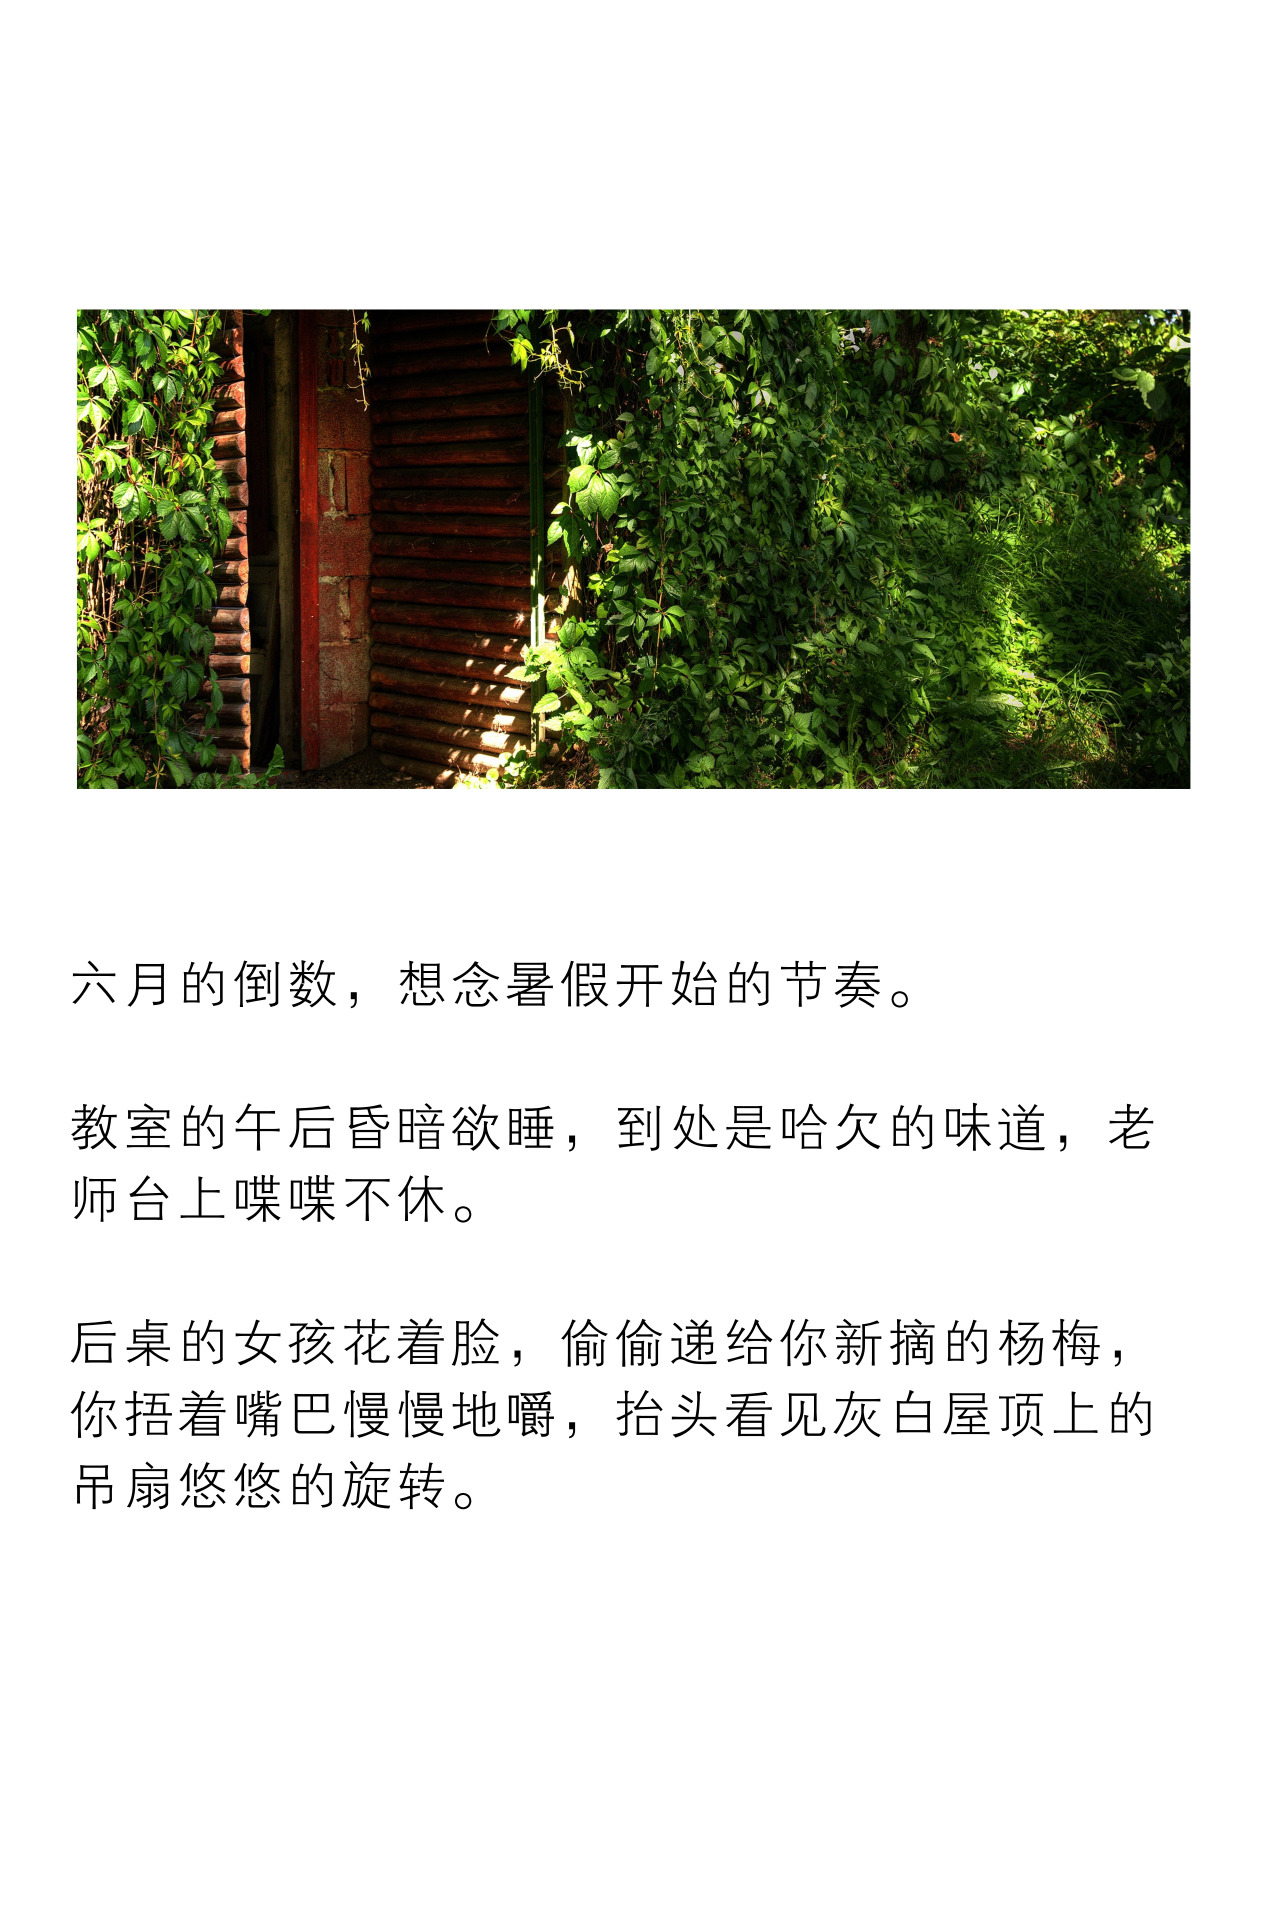 六月的倒数，想念暑假开始的节奏。
教室的午后昏暗欲睡，到处是哈欠的味道，老
师台上喋喋不休。
后桌的女孩花着脸，偷偷递给你新摘的杨梅，
你捂着嘴巴慢慢地嚼，抬头看见灰白屋顶上的
吊扇悠悠的旋转。